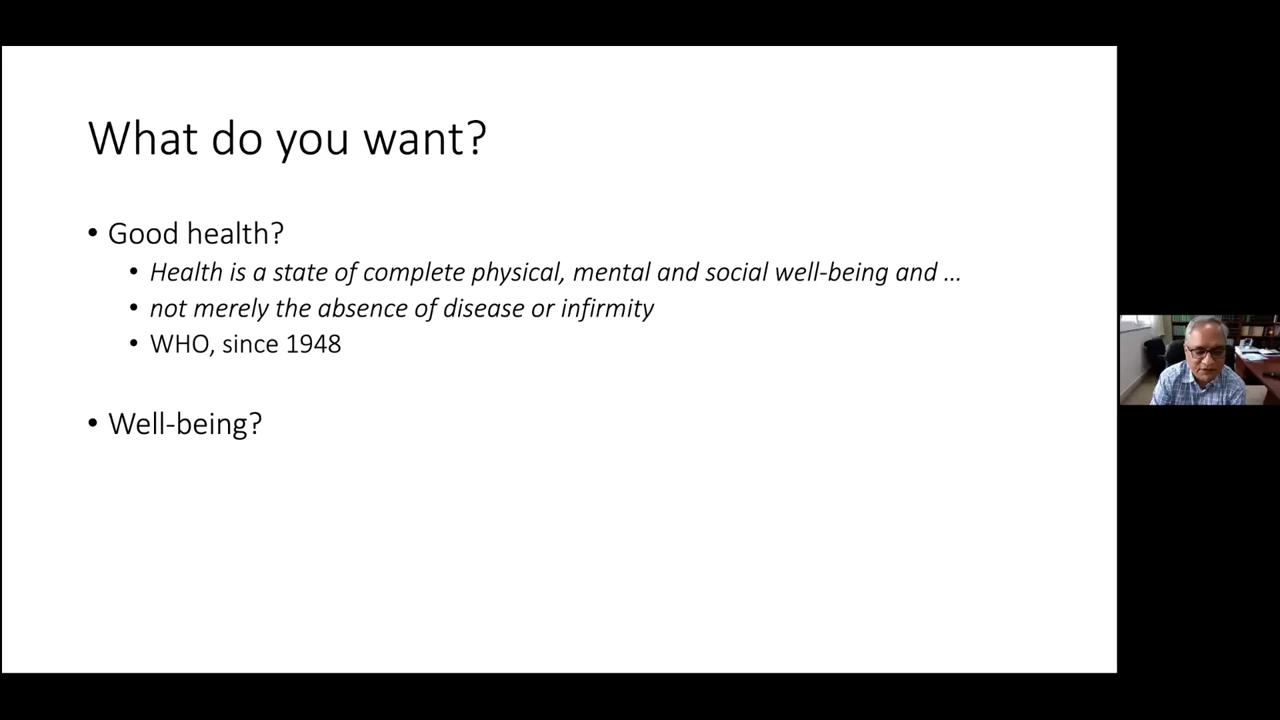 What do you want?
• Good health?
• Health is a state of complete physical, mental and social well-being and ...
• not merely the absence of disease or infirmity
• WHO, since 1948
• Well-being?